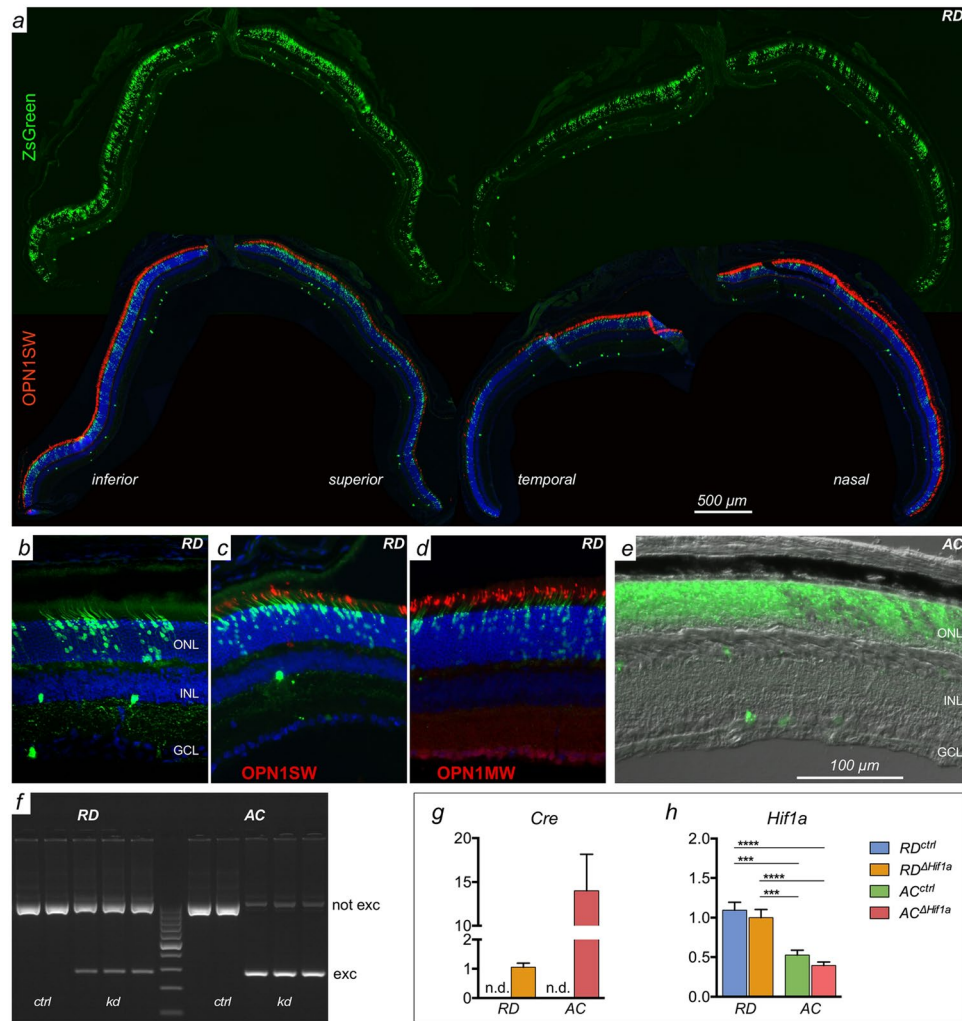 a
RD
ZsGreen
OPN1SW
inferior
superior
temporal
nasal
500 µm
b
RD
ONL
INL
GCL
c
RD
OPN1SW
d
RD
OPN1MW
e
AC
ONL
INL
GCL
100 µm
f
RD
AC
not exc
exc
ctrl
kd
ctrl
kd
g
Cre
20
15
10
2
1
0
n.d.
n.d.
RD
AC
h
Hif1a
2.0
1.5
1.0
0.5
0.0
****
***
****
***
RD
AC
RDctrl
RDΔHif1a
ACctrl
ACΔHif1a